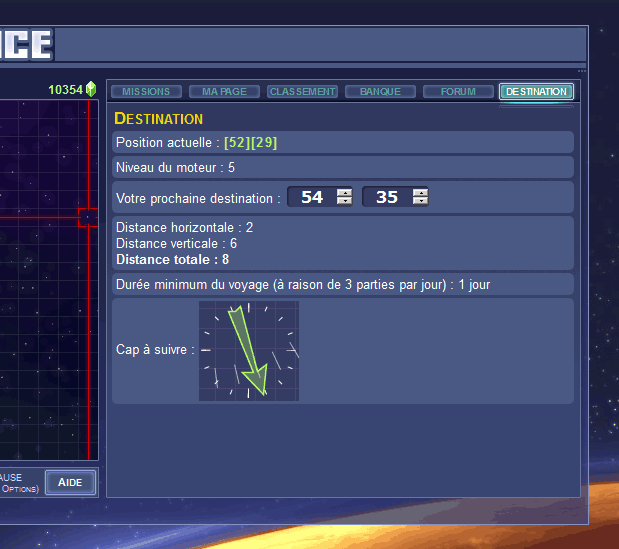 10354
MISSIONS MA PAGE CLASSEMENT BANQUE FORUM DESTINATION
DESTINATION
Position actuelle : [52][29]
Niveau du moteur : 5
Votre prochaine destination : 54 35
Distance horizontale : 2
Distance verticale : 6
Distance totale : 8
Durée minimum du voyage (à raison de 3 parties par jour) : 1 jour
Cap à suivre :
AUSE
OPTIONS)
AIDE